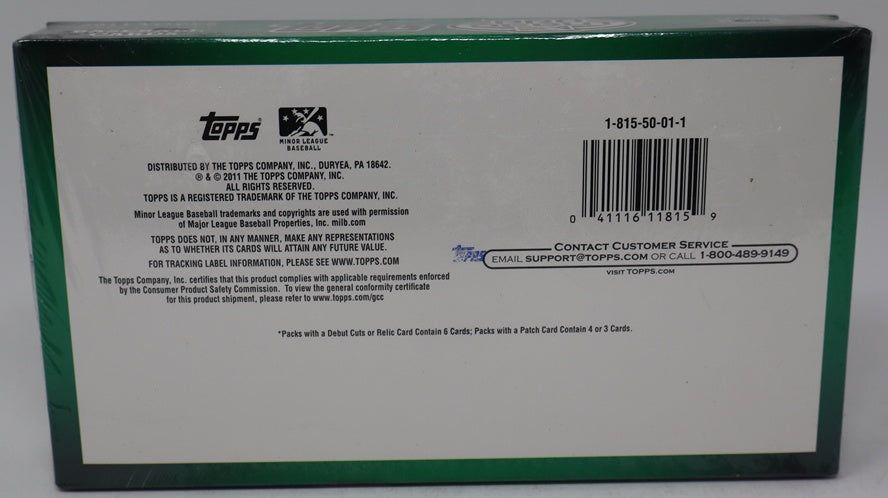 topps
MINOR LEAGUE
BASEBALL
DISTRIBUTED BY THE TOPPS COMPANY, INC., DURYEA, PA 18642.
® & © 2011 THE TOPPS COMPANY, INC.
ALL RIGHTS RESERVED.
TOPPS IS A REGISTERED TRADEMARK OF THE TOPPS COMPANY, INC.
Minor League Baseball trademarks and copyrights are used with permission
of Major League Baseball Properties, Inc. milb.com
TOPPS DOES NOT, IN ANY MANNER, MAKE ANY REPRESENTATIONS
AS TO WHETHER ITS CARDS WILL ATTAIN ANY FUTURE VALUE.
FOR TRACKING LABEL INFORMATION, PLEASE SEE WWW.TOPPS.COM
The Topps Company, Inc. certifies that this product complies with applicable requirements enforced
by the Consumer Product Safety Commission. To view the general conformity certificate
for this product shipment, please refer to www.topps.com/gcc
1-815-50-01-1
0 41116 11815 9
topps
CONTACT CUSTOMER SERVICE
EMAIL SUPPORT@TOPPS.COM OR CALL 1-800-489-9149
VISIT TOPPS.COM
*Packs with a Debut Cuts or Relic Card Contain 6 Cards; Packs with a Patch Card Contain 4 or 3 Cards.